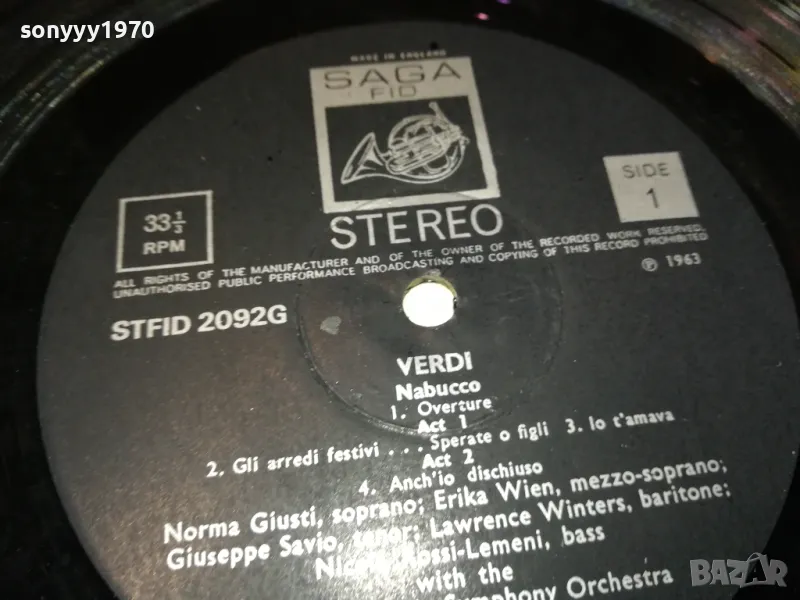 sonyyy1970
MADE IN ENGLAND
SAGA
FID
33 1/3
RPM
SIDE
1
STEREO
ALL RIGHTS OF THE MANUFACTURER AND OF THE OWNER OF THE RECORDED WORK RESERVED.
UNAUTHORISED PUBLIC PERFORMANCE BROADCASTING AND COPYING OF THIS RECORD PROHIBITED
℗ 1963
STFID 2092G
VERDI
Nabucco
1. Overture
Act 1
2. Gli arredi festivi . . . Sperate o figli 3. Io t'amava
Act 2
4. Anch'io dischiuso
Norma Giusti, soprano; Erika Wien, mezzo-soprano;
Giuseppe Savio, tenor; Lawrence Winters, baritone;
Rossi-Lemeni, bass
with the
Symphony Orchestra
BAZAR